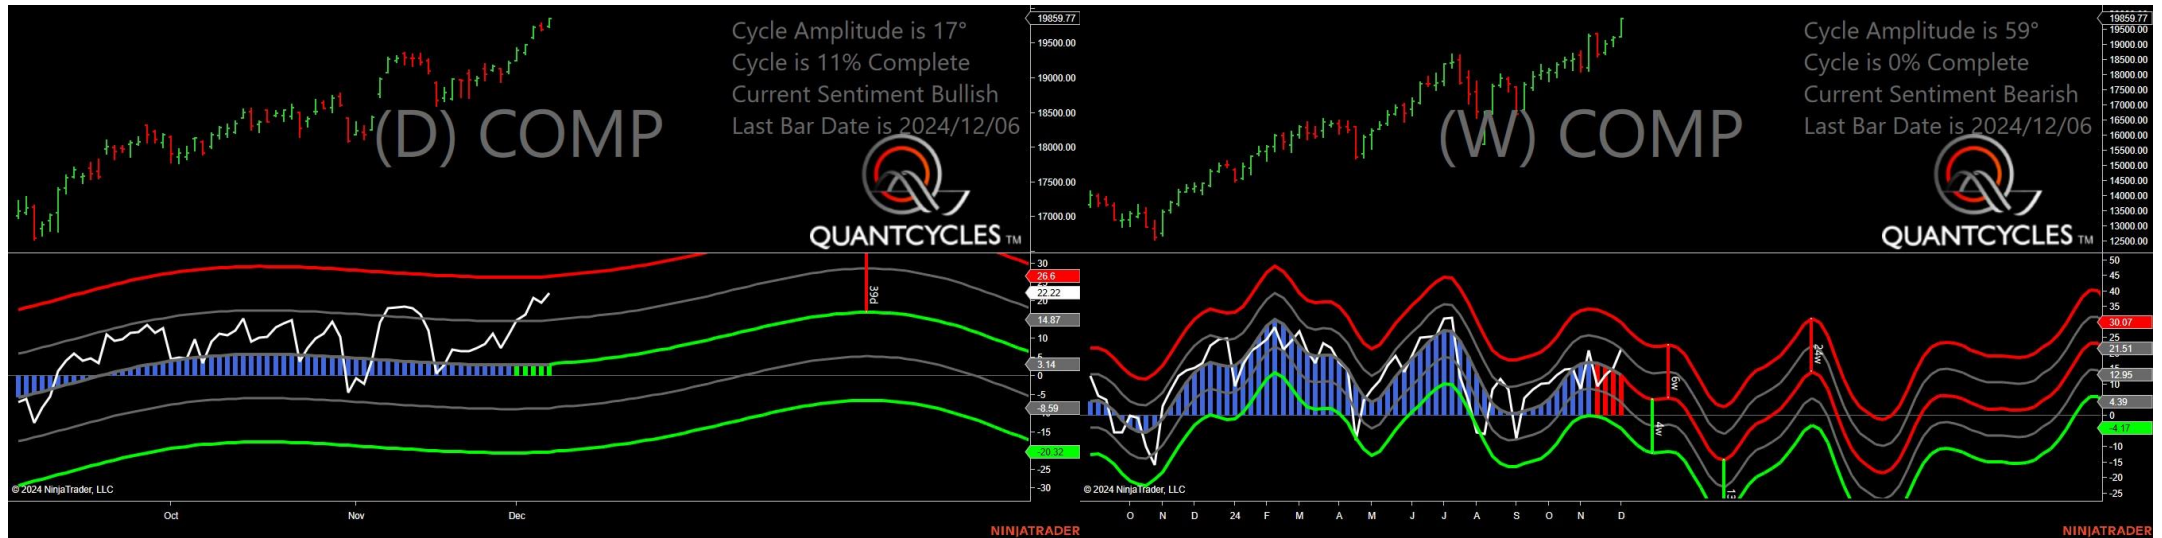 19859.77
19500.00
19000.00
18500.00
18000.00
17500.00
17000.00
Cycle Amplitude is 17°
Cycle is 11% Complete
Current Sentiment Bullish
Last Bar Date is 2024/12/06
(D) COMP
QUANTCYCLES TM
30
26.6
22.22
20
14.87
10
5
3.14
0
-5
-8.59
-15
-20.32
-25
-30
39d
© 2024 NinjaTrader, LLC
Oct Nov Dec
NINJATRADER
19859.77
19500.00
18500.00
18000.00
17500.00
17000.00
16500.00
16000.00
15500.00
15000.00
14500.00
14000.00
13500.00
13000.00
12500.00
Cycle Amplitude is 59°
Cycle is 0% Complete
Current Sentiment Bearish
Last Bar Date is 2024/12/06
(W) COMP
QUANTCYCLES TM
50
45
40
35
30.07
21.51
12.95
10
4.39
0
-4.17
-10
-15
-20
-25
6w
4w
24w
© 2024 NinjaTrader, LLC
O N D 24 F M A M J J A S O N D
NINJATRADER